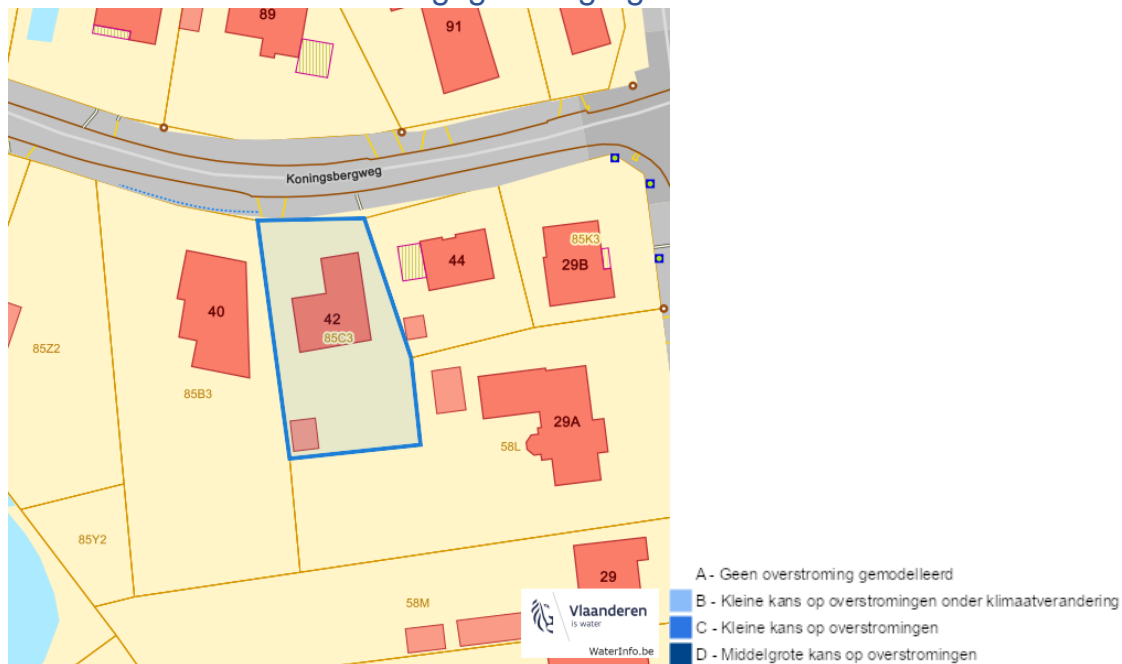 89
91
Koningsbergweg
85K3
44
29B
40
42
85C3
85Z2
85B3
29A
58L
85Y2
29
58M
Vlaanderen
is water
WaterInfo.be
A - Geen overstroming gemodelleerd
B - Kleine kans op overstromingen onder klimaatverandering
C - Kleine kans op overstromingen
D - Middelgrote kans op overstromingen